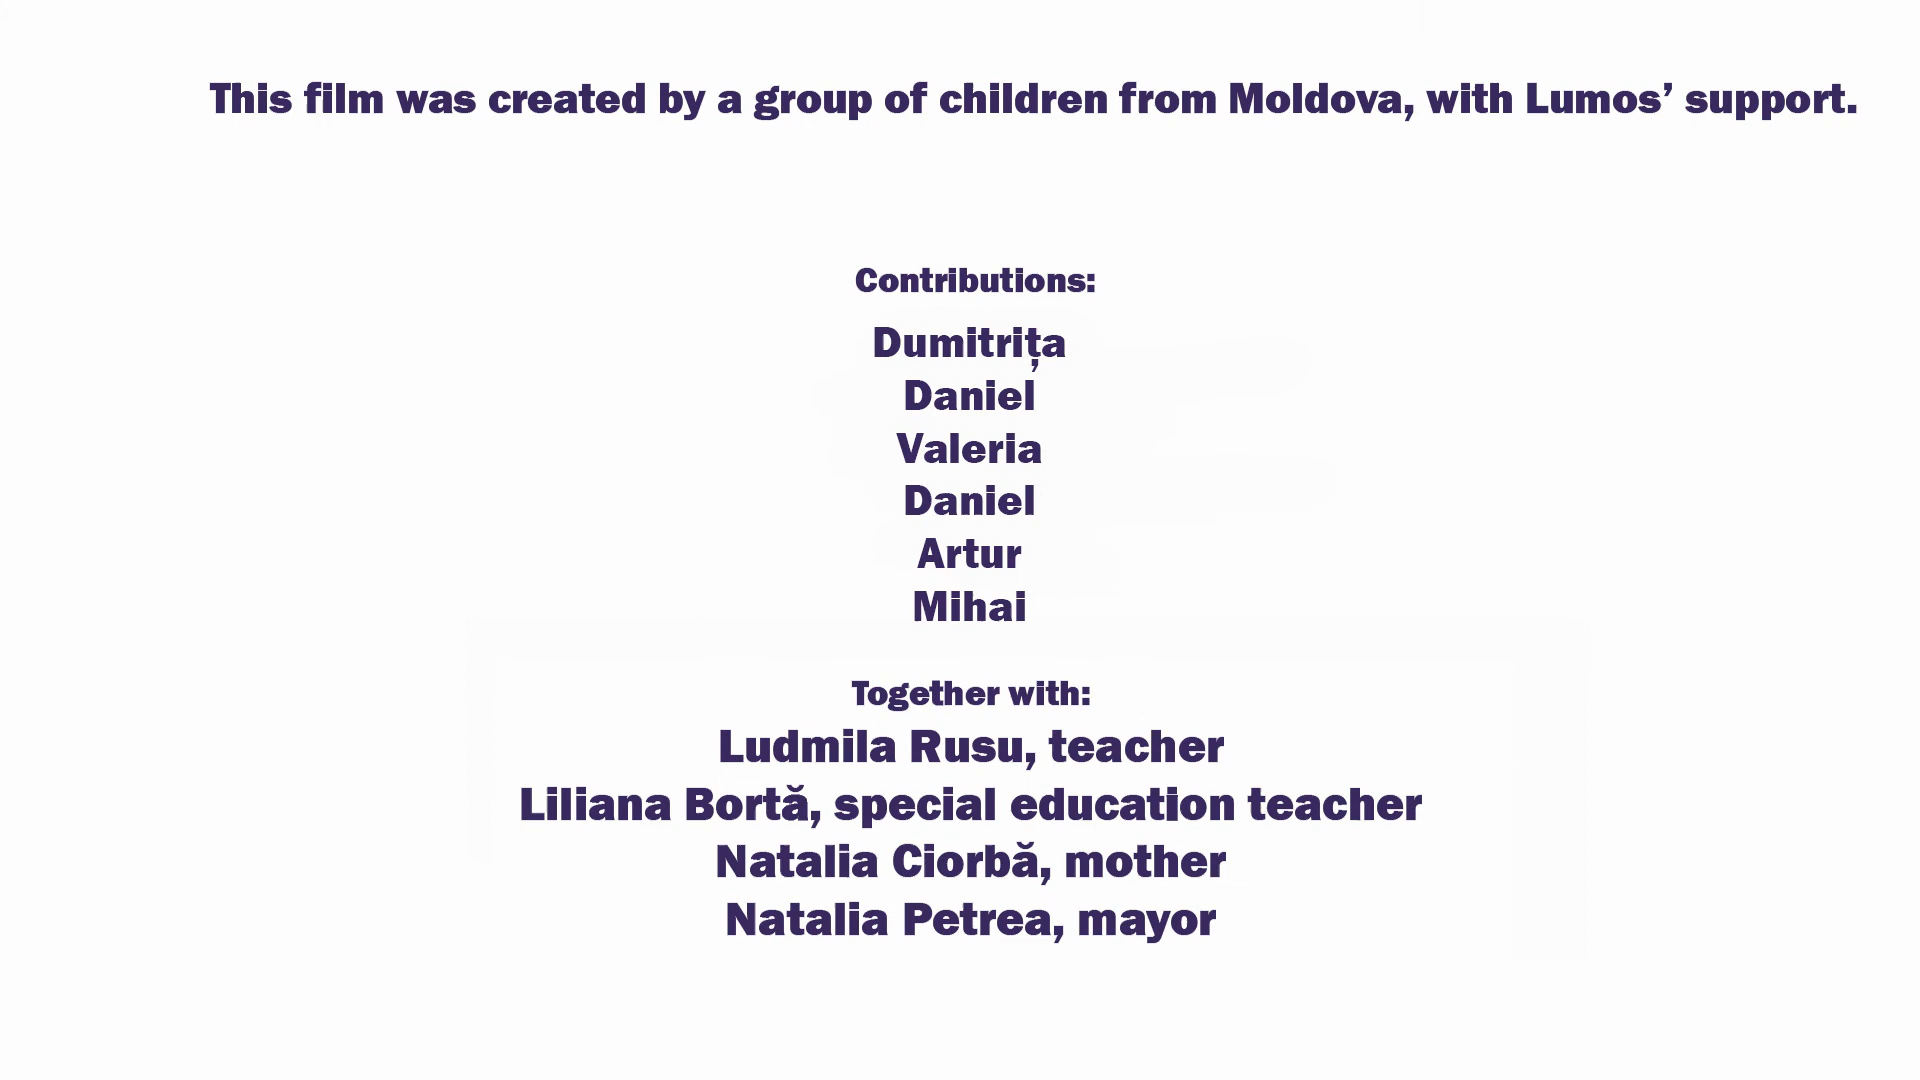 This film was created by a group of children from Moldova, with Lumos’ support.
Contributions:
Dumitrița
Daniel
Valeria
Daniel
Artur
Mihai
Together with:
Ludmila Rusu, teacher
Liliana Bortă, special education teacher
Natalia Ciorbă, mother
Natalia Petrea, mayor